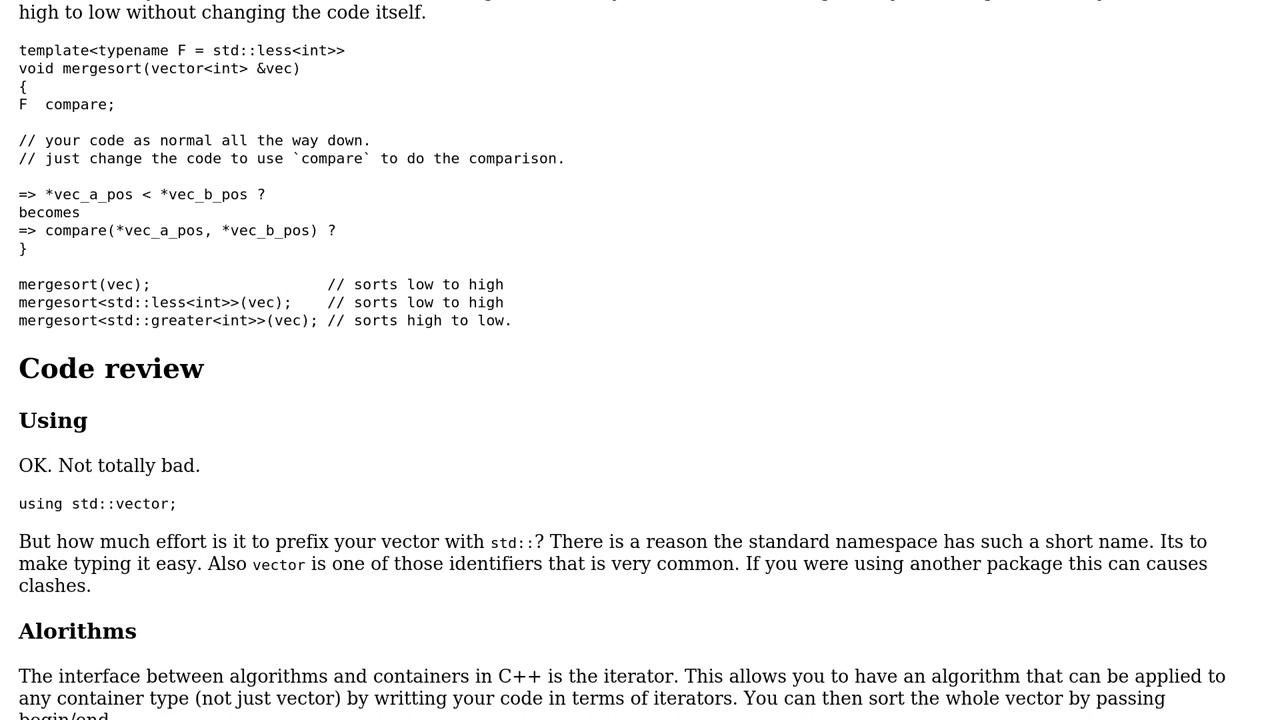 high to low without changing the code itself.
template<typename F = std::less<int>>
void mergesort(vector<int> &vec)
{
F  compare;
// your code as normal all the way down.
// just change the code to use `compare` to do the comparison.
=> *vec_a_pos < *vec_b_pos ?
becomes
=> compare(*vec_a_pos, *vec_b_pos) ?
}
mergesort(vec);                    // sorts low to high
mergesort<std::less<int>>(vec);    // sorts low to high
mergesort<std::greater<int>>(vec); // sorts high to low.
Code review
Using
OK. Not totally bad.
using std::vector;
But how much effort is it to prefix your vector with std::? There is a reason the standard namespace has such a short name. Its to
make typing it easy. Also vector is one of those identifiers that is very common. If you were using another package this can causes
clashes.
Alorithms
The interface between algorithms and containers in C++ is the iterator. This allows you to have an algorithm that can be applied to
any container type (not just vector) by writting your code in terms of iterators. You can then sort the whole vector by passing
begin/end